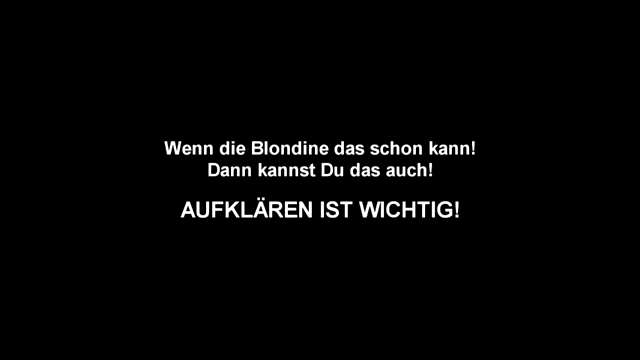 Wenn die Blondine das schon kann!
Dann kannst Du das auch!
AUFKLÄREN IST WICHTIG!